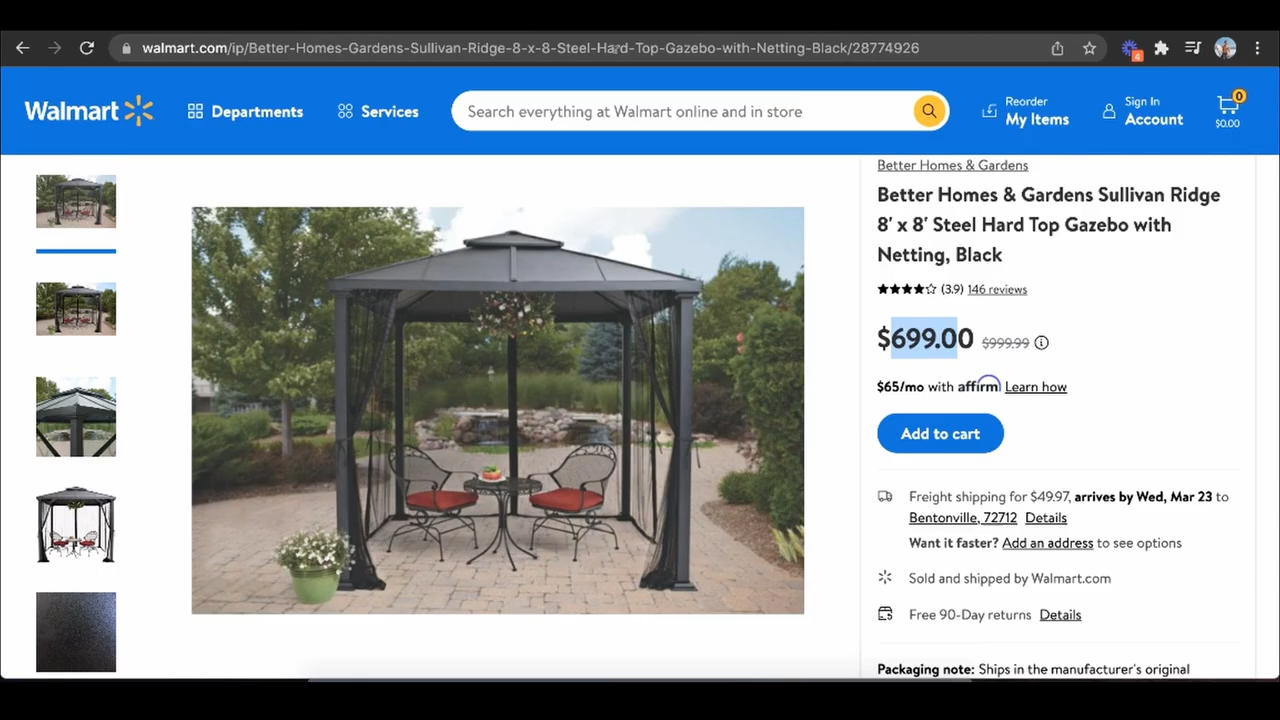 walmart.com/ip/Better-Homes-Gardens-Sullivan-Ridge-8-x-8-Steel-Hard-Top-Gazebo-with-Netting-Black/28774926
4
Walmart
Departments
Services
Search everything at Walmart online and in store
Reorder
My Items
Sign In
Account
0
$0.00
Better Homes & Gardens
Better Homes & Gardens Sullivan Ridge
8' x 8' Steel Hard Top Gazebo with
Netting, Black
(3.9) 146 reviews
$699.00 $999.99
$65/mo with affirm Learn how
Add to cart
Freight shipping for $49.97, arrives by Wed, Mar 23 to
Bentonville, 72712 Details
Want it faster? Add an address to see options
Sold and shipped by Walmart.com
Free 90-Day returns Details
Packaging note: Ships in the manufacturer's original